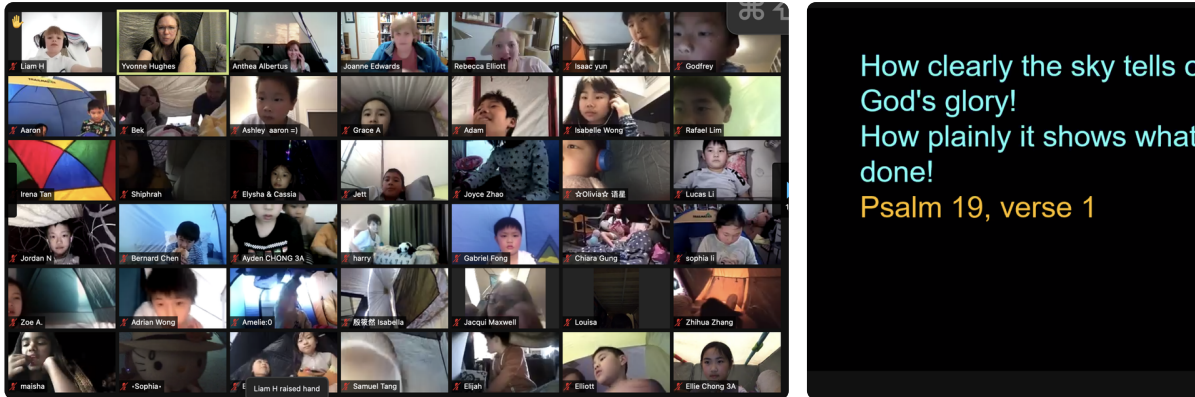 Liam H
Yvonne Hughes
Anthea Albertus
Joanne Edwards
Rebecca Elliott
Isaac yun
Godfrey
Aaron
Bek
Ashley aaron =)
Grace A
Adam
Isabelle Wong
Rafael Lim
Irena Tan
Shiphrah
Elysha & Cassia
Jett
Joyce Zhao
☆Olivia☆ 语星
Lucas Li
Jordan N
Bernard Chen
Ayden CHONG 3A
harry
Gabriel Fong
Chiara Gung
sophia li
Zoe A.
Adrian Wong
Amelie:0
Isabella
Jacqui Maxwell
Louisa
Zhihua Zhang
maisha
-Sophia-
E
Liam H raised hand
Samuel Tang
Elijah
Elliott
Ellie Chong 3A
How clearly the sky tells
God's glory!
How plainly it shows what
done!
Psalm 19, verse 1